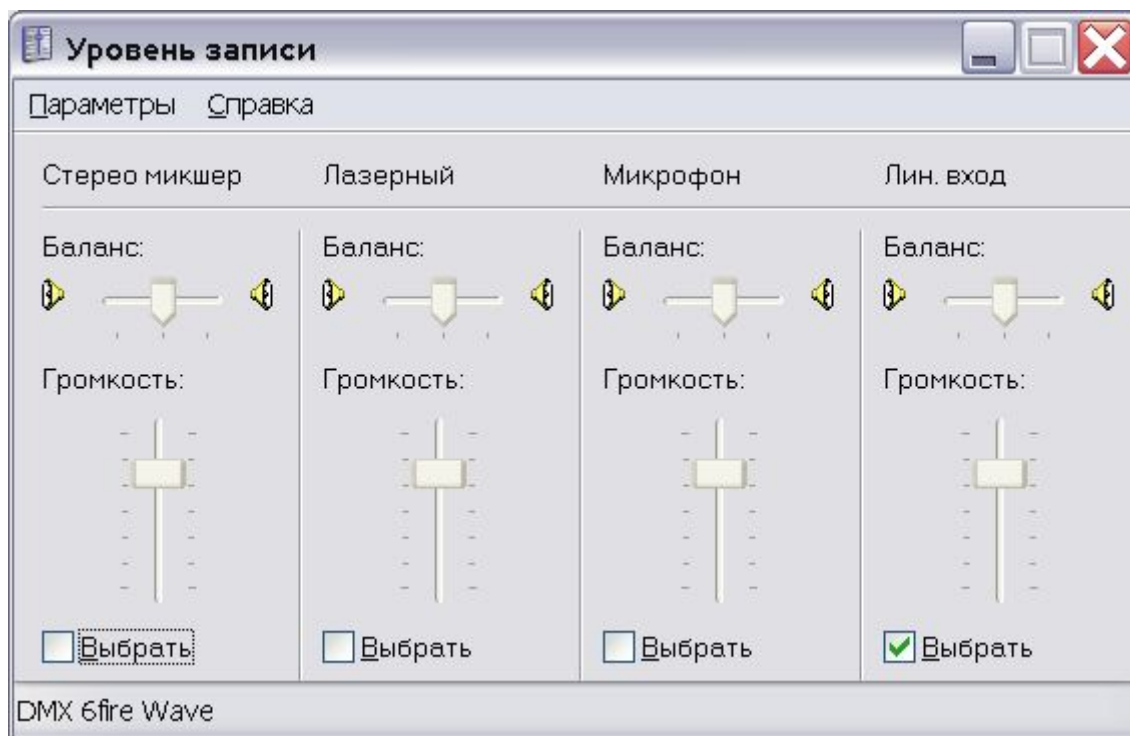 Уровень записи
Параметры Справка
Стерео микшер Лазерный Микрофон Лин. вход
Баланс: Баланс: Баланс: Баланс:
Громкость: Громкость: Громкость: Громкость:
Выбрать Выбрать Выбрать Выбрать
DMX 6fire Wave